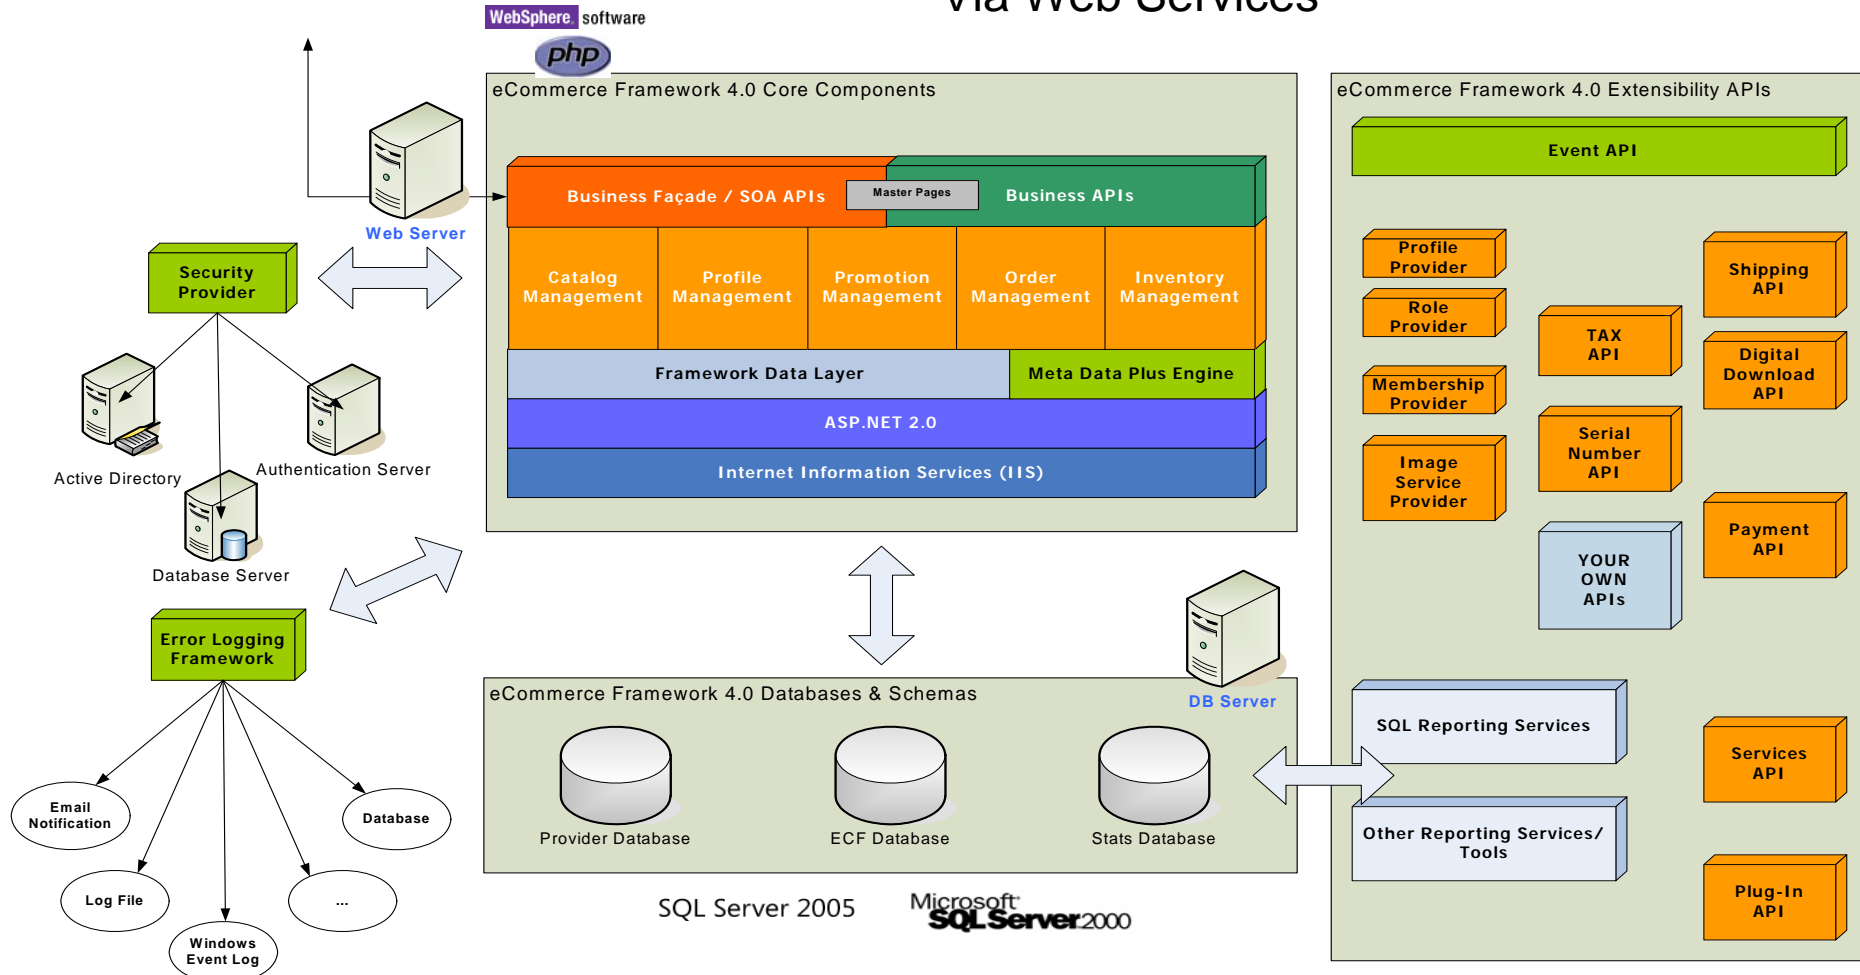 via Web Services
WebSphere. software
php
eCommerce Framework 4.0 Core Components
Business Façade / SOA APIs
Master Pages
Business APIs
Catalog
Management
Profile
Management
Promotion
Management
Order
Management
Inventory
Management
Framework Data Layer
Meta Data Plus Engine
ASP.NET 2.0
Internet Information Services (IIS)
Web Server
Security
Provider
Active Directory
Authentication Server
Database Server
Error Logging
Framework
Email
Notification
Log File
Windows
Event Log
...
Database
eCommerce Framework 4.0 Databases & Schemas
DB Server
Provider Database
ECF Database
Stats Database
SQL Server 2005
Microsoft
SQL Server 2000
eCommerce Framework 4.0 Extensibility APIs
Event API
Profile
Provider
Role
Provider
Membership
Provider
Image
Service
Provider
TAX
API
Serial
Number
API
YOUR
OWN
APIs
Shipping
API
Digital
Download
API
Payment
API
SQL Reporting Services
Other Reporting Services/
Tools
Services
API
Plug-In
API